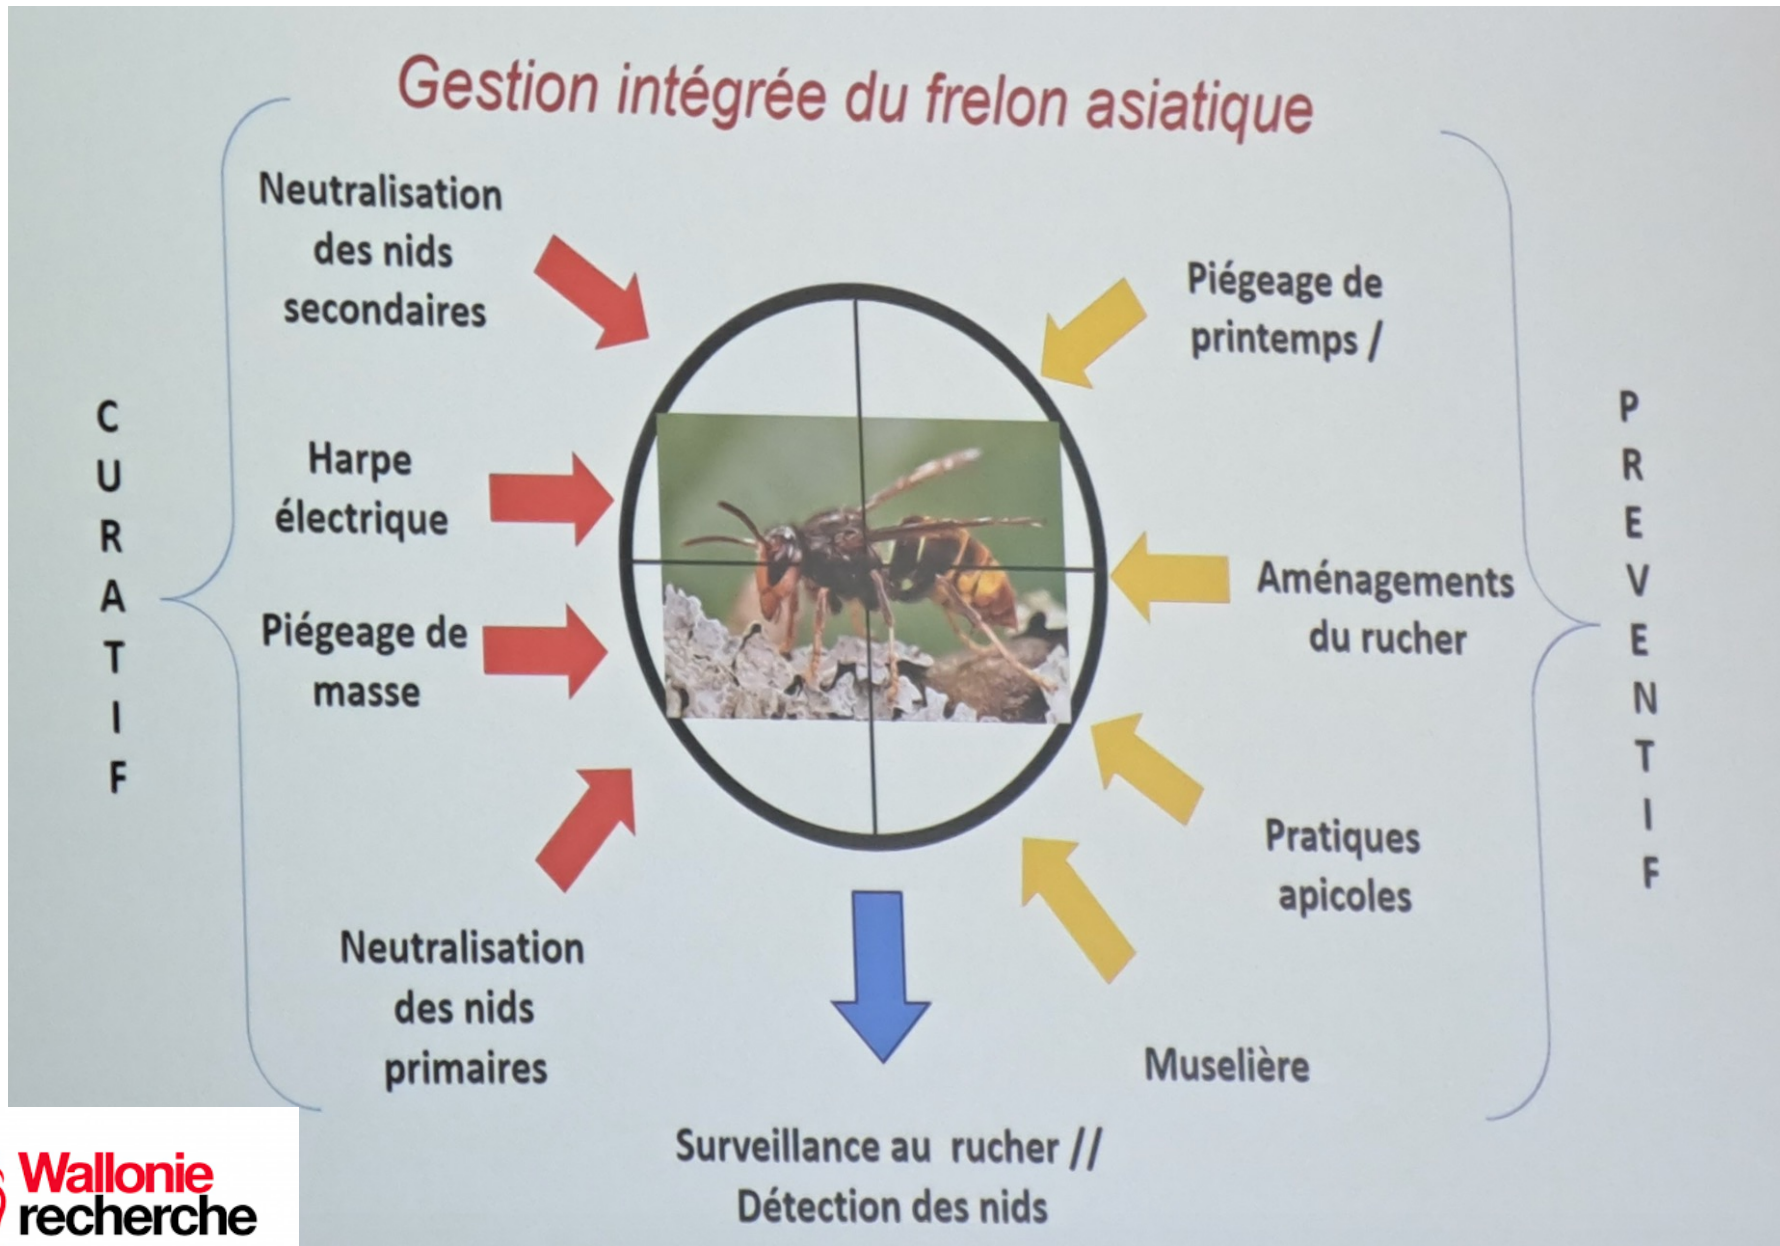 Gestion intégrée du frelon asiatique
Neutralisation
des nids
secondaires
Harpe
électrique
Piégeage de
masse
Neutralisation
des nids
primaires
C
U
R
A
T
I
F
Piégeage de
printemps /
Aménagements
du rucher
Pratiques
apicoles
Muselière
P
R
E
V
E
N
T
I
F
Surveillance au rucher //
Détection des nids
Wallonie
recherche